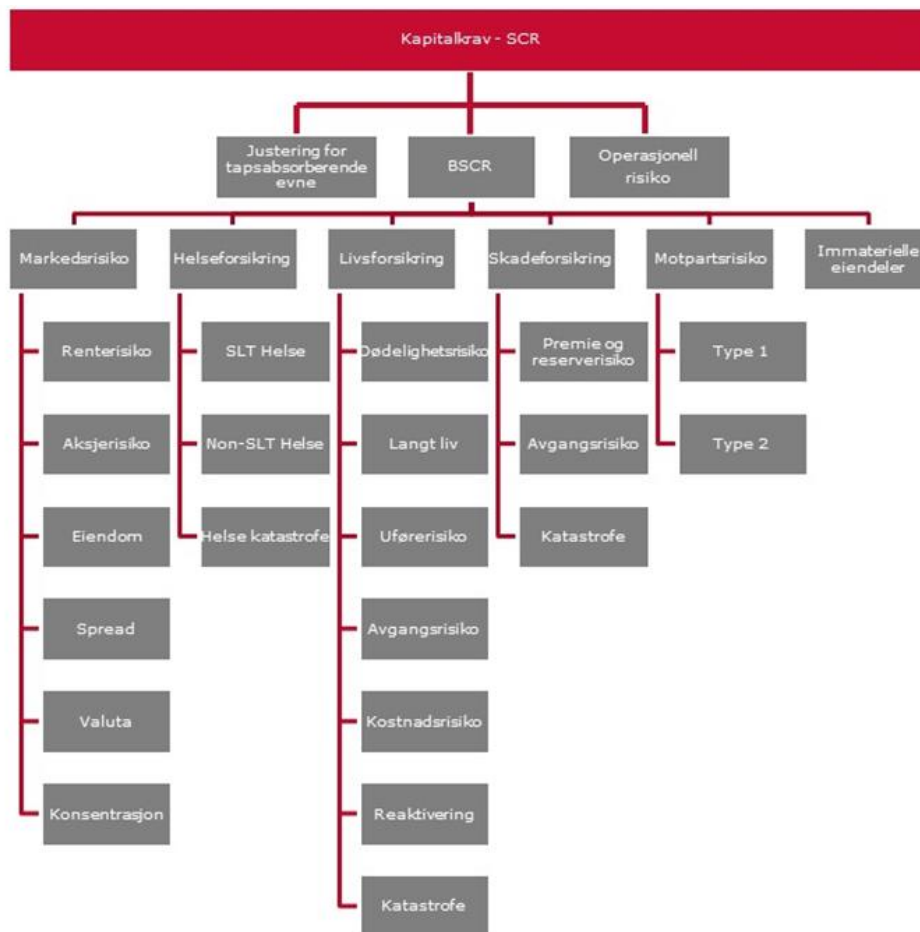 Kapitalkrav - SCR
Justering for
tapsabsorberende
evne
BSCR
Operasjonell
risiko
Markedsrisiko
Helseforsikring
Livsforsikring
Skadeforsikring
Motpartsrisiko
Immaterielle
eiendeler
Renterisiko
Aksjerisiko
Eiendom
Spread
Valuta
Konsentrasjon
SLT Helse
Non-SLT Helse
Helse katastrofe
Dødelighetsrisiko
Langt liv
Uførerisiko
Avgangsrisiko
Kostnadsrisiko
Reaktivering
Katastrofe
Premie og
reserverisiko
Avgangsrisiko
Katastrofe
Type 1
Type 2